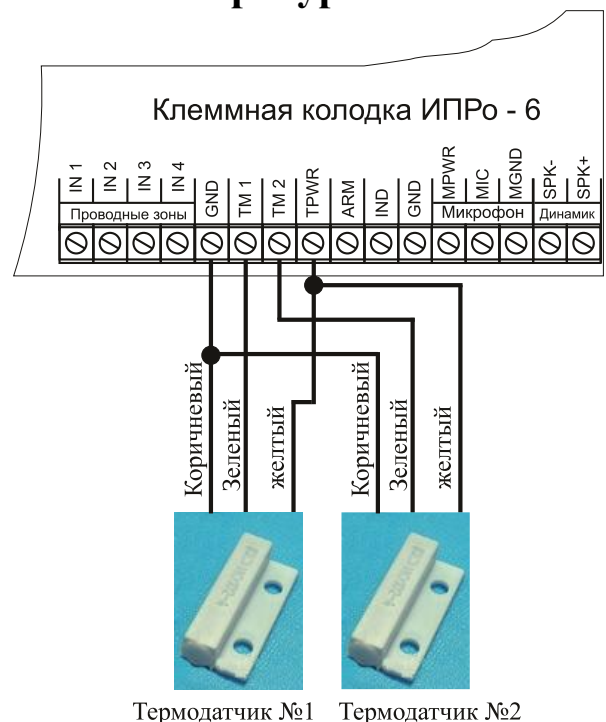 Клеммная колодка ИПРо - 6
IN 1
IN 2
IN 3
IN 4
GND
TM 1
TM 2
TPWR
ARM
IND
GND
MPWR
MIC
MGND
SPK-
SPK+
Проводные зоны
Микрофон
Динамик
Коричневый
Зеленый
желтый
Коричневый
Зеленый
желтый
Термодатчик №1
Термодатчик №2